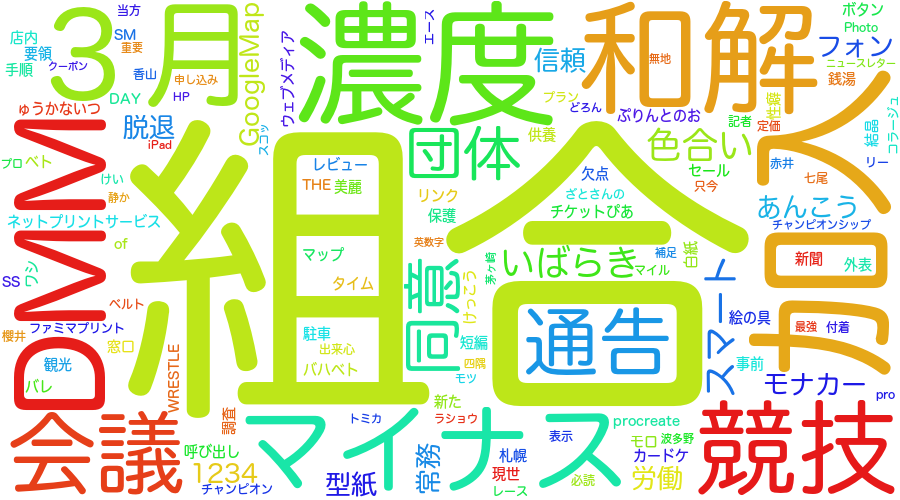 当方
店内
SM
要領
重要
手順
クーポン
香山
申し込み
DAY
HP
3月
GoogleMap
ウェブメディア
濃度
エース
信頼
和解
無地
ボタン
Photo
フォン
ニュースレター
銭湯
ゅうかないつ
脱退
iPad
スコッ
プラン
どろん
ぷりんとのお
記者
性癖
定価
結晶
コラージュ
DMM
プロ
ベト
けい
静か
組合
団体
レビュー
THE
美麗
供養
欠点
色合い
セール
只今
赤井
七尾
リー
加入
リンク
保護
ざとさんの
チケットぴあ
あんこう
チャンピオンシップ
ネットプリントサービス
of
英数字
マップ
タイム
同意
けっこう
茅ヶ崎
いばらき
マイル
補足
白紙
新聞
外表
SS
ワシ
ベルト
ファミマプリント
櫻井
窓口
観光
バレ
WRESTLE
駐車
出来心
パハベト
短編
四隅
モツ
通告
スマート
絵の具
最強
付着
事前
モナカー
pro
会議
調査
呼び出し
1234
チャンピオン
マイナス
トミカ
新た
ラショウ
型紙
常務
札幌
現世
レース
表示
必読
procreate
モロ
波多野
カードケ
労働
競技